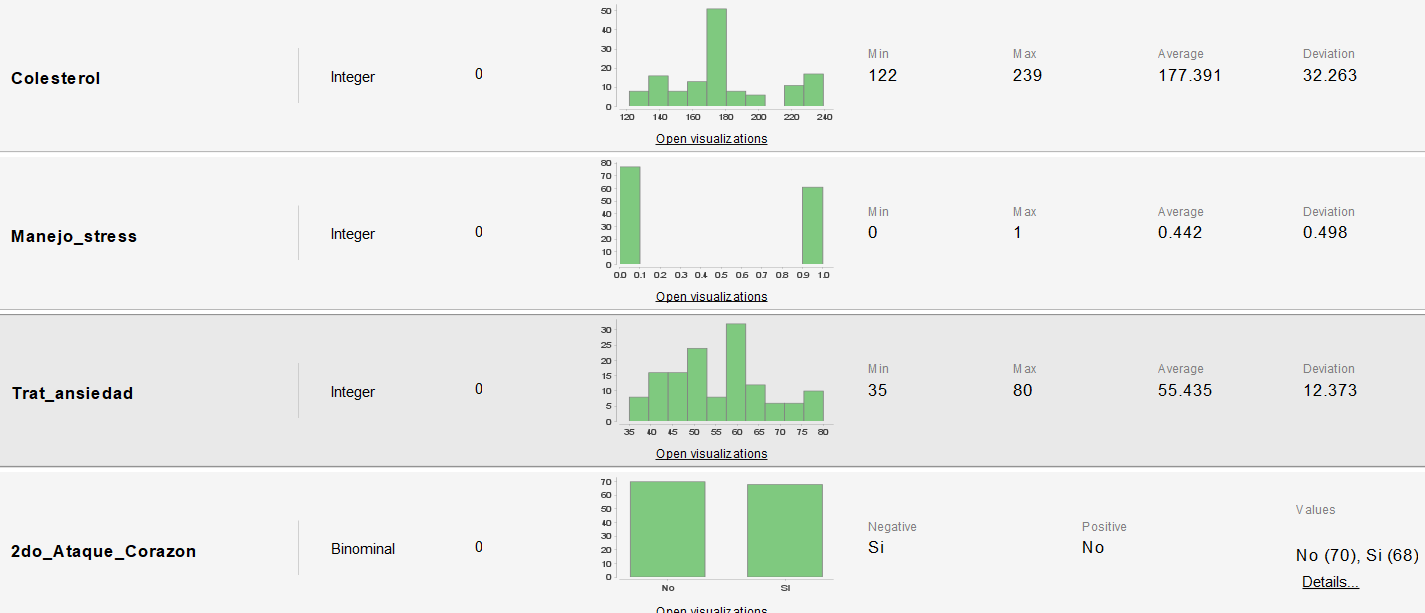 50
40
30
20
10
0
120 140 160 180 200 220 240
Colesterol Integer 0
Min Max Average Deviation
122 239 177.391 32.263
Open visualizations
80
70
60
50
40
30
20
10
0
0.0 0.1 0.2 0.3 0.4 0.5 0.6 0.7 0.8 0.9 1.0
Manejo_stress Integer 0
Min Max Average Deviation
0 1 0.442 0.498
Open visualizations
30
25
20
15
10
5
0
35 40 45 50 55 60 65 70 75 80
Trat_ansiedad Integer 0
Min Max Average Deviation
35 80 55.435 12.373
Open visualizations
70
60
50
40
30
20
10
0
No Si
2do_Ataque_Corazon Binominal 0
Negative Positive Values
Si No No (70), Si (68)
Details...
Open visualizations